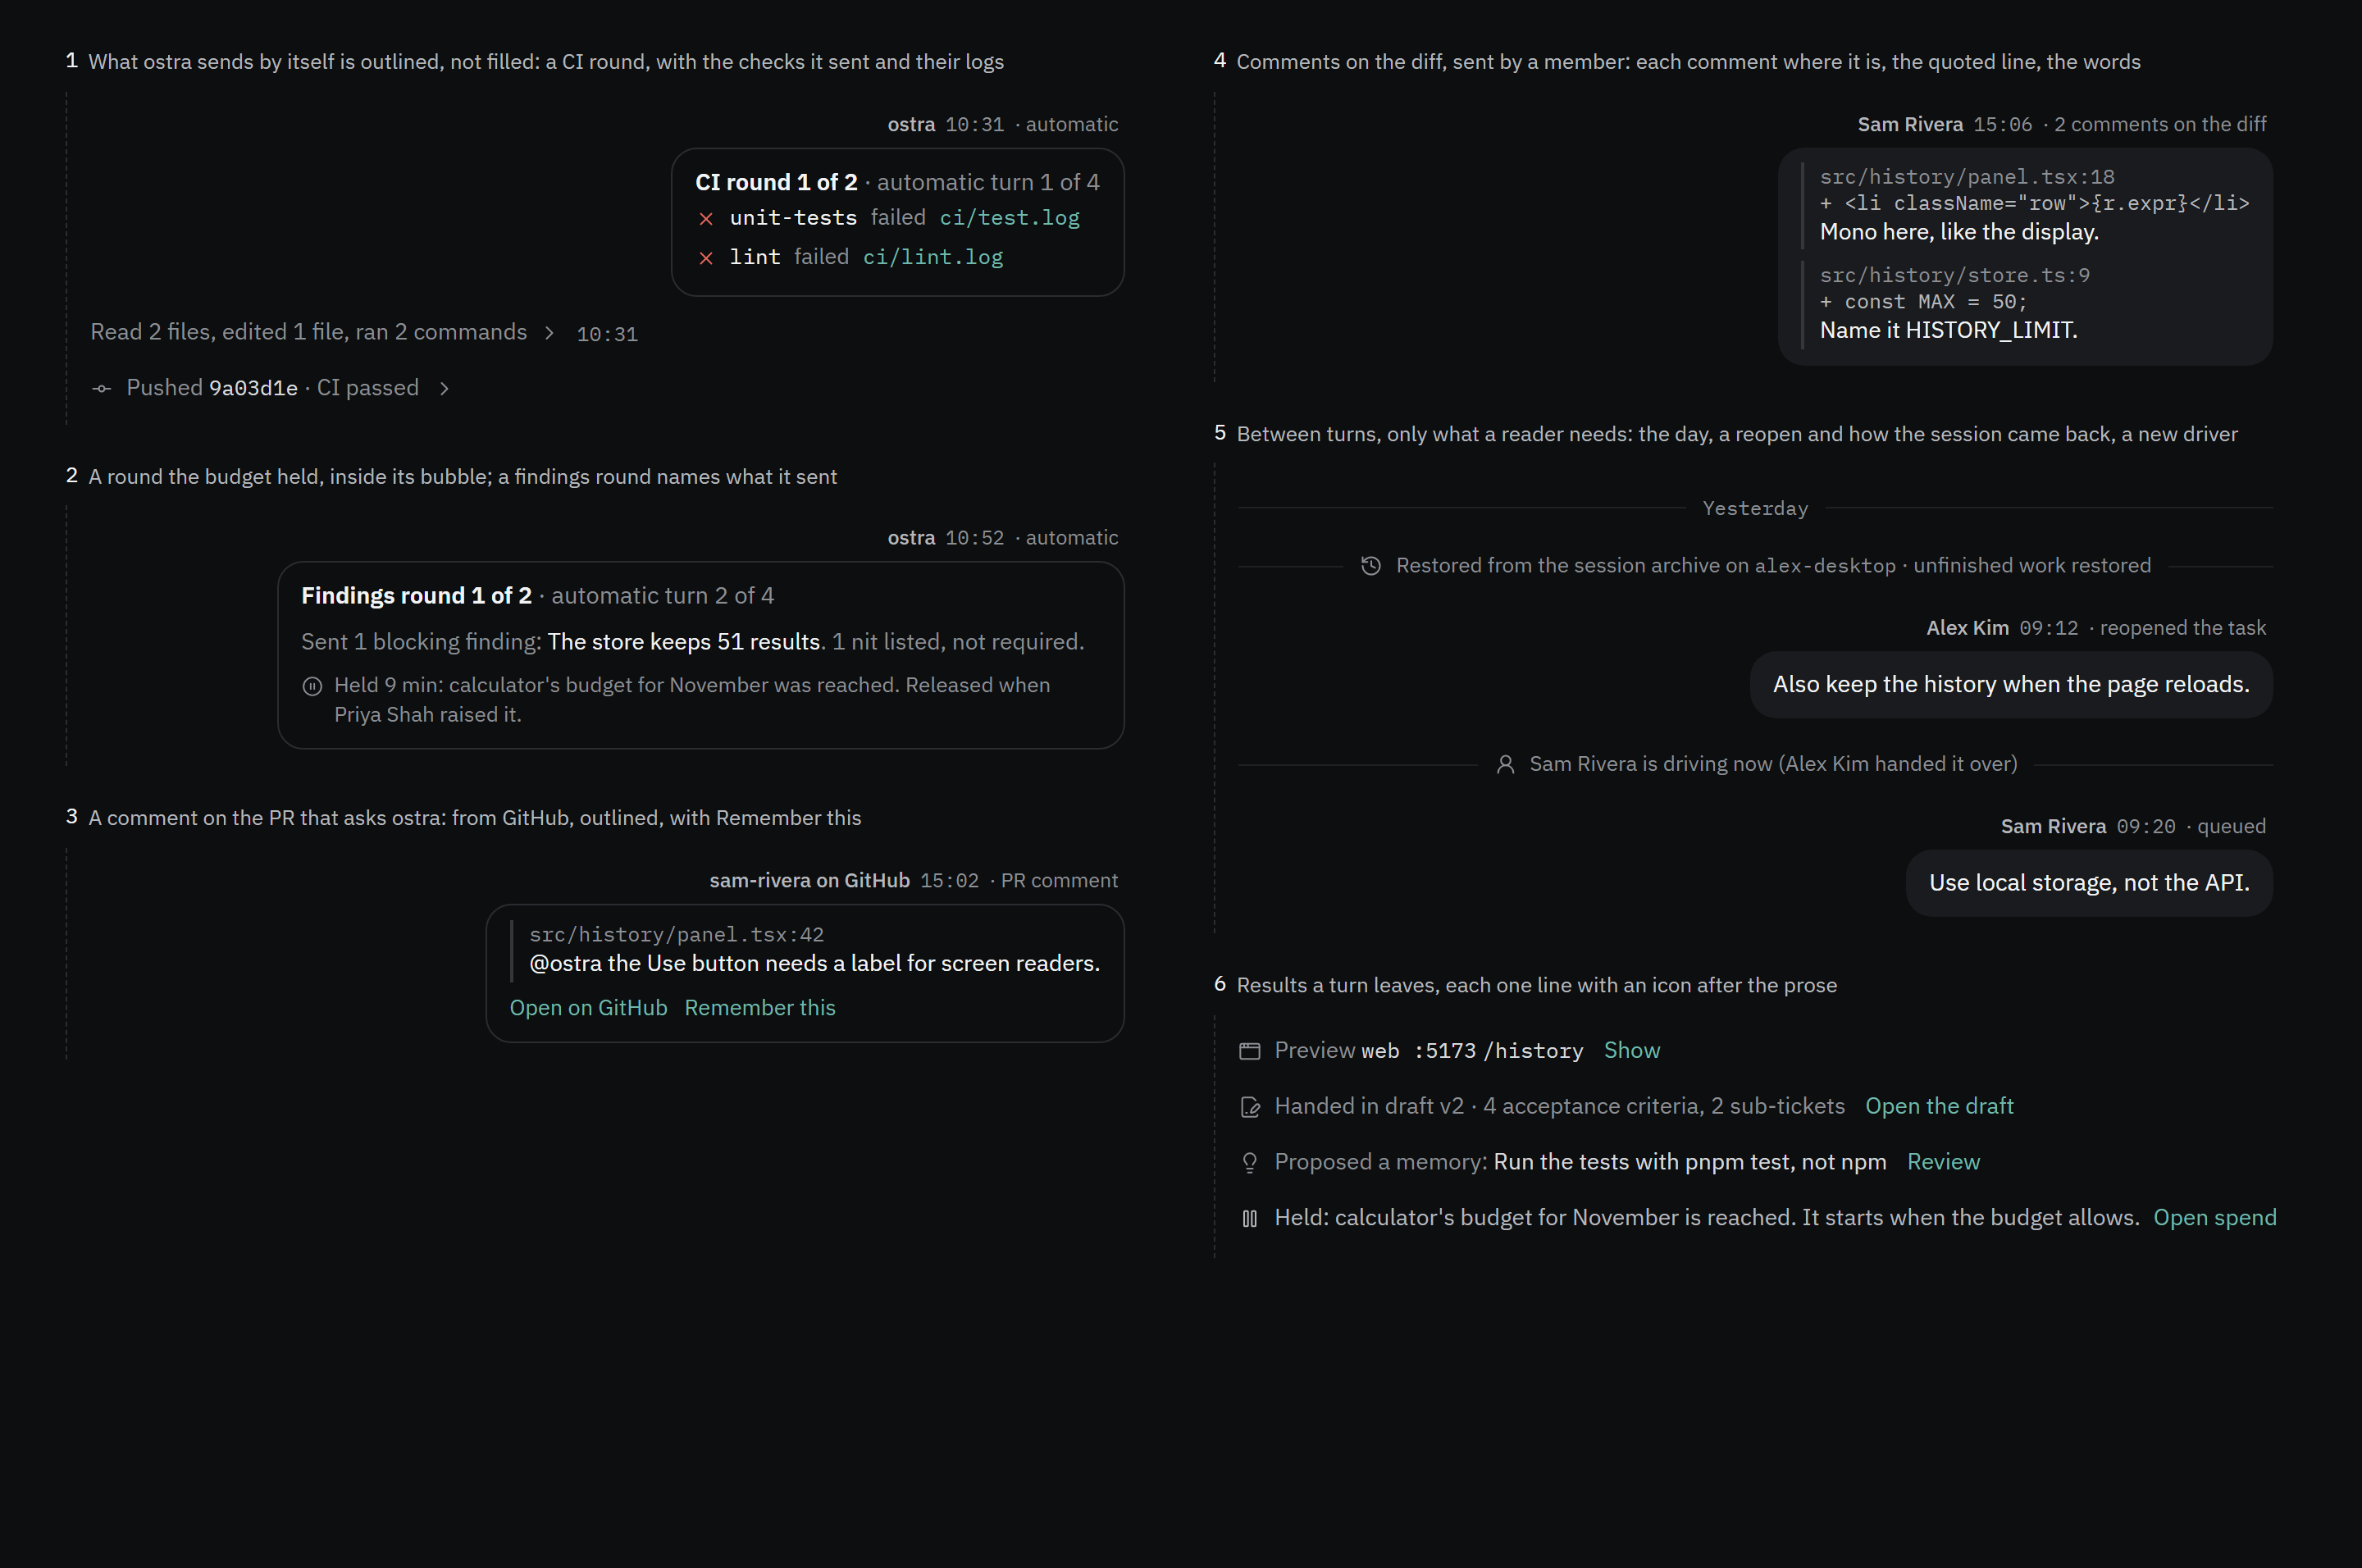 1 What ostra sends by itself is outlined, not filled: a CI round, with the checks it sent and their logs
ostra 10:31 · automatic
CI round 1 of 2 · automatic turn 1 of 4
× unit-tests failed ci/test.log
× lint failed ci/lint.log
Read 2 files, edited 1 file, ran 2 commands > 10:31
Pushed 9a03d1e · CI passed >
2 A round the budget held, inside its bubble; a findings round names what it sent
ostra 10:52 · automatic
Findings round 1 of 2 · automatic turn 2 of 4
Sent 1 blocking finding: The store keeps 51 results. 1 nit listed, not required.
Held 9 min: calculator's budget for November was reached. Released when
Priya Shah raised it.
3 A comment on the PR that asks ostra: from GitHub, outlined, with Remember this
sam-rivera on GitHub 15:02 · PR comment
src/history/panel.tsx:42
@ostra the Use button needs a label for screen readers.
Open on GitHub Remember this
4 Comments on the diff, sent by a member: each comment where it is, the quoted line, the words
Sam Rivera 15:06 · 2 comments on the diff
src/history/panel.tsx:18
+ <li className="row">{r.expr}</li>
Mono here, like the display.
src/history/store.ts:9
+ const MAX = 50;
Name it HISTORY_LIMIT.
5 Between turns, only what a reader needs: the day, a reopen and how the session came back, a new driver
Yesterday
Restored from the session archive on alex-desktop · unfinished work restored
Alex Kim 09:12 · reopened the task
Also keep the history when the page reloads.
Sam Rivera is driving now (Alex Kim handed it over)
Sam Rivera 09:20 · queued
Use local storage, not the API.
6 Results a turn leaves, each one line with an icon after the prose
Preview web :5173 /history Show
Handed in draft v2 · 4 acceptance criteria, 2 sub-tickets Open the draft
Proposed a memory: Run the tests with pnpm test, not npm Review
Held: calculator's budget for November is reached. It starts when the budget allows. Open spend